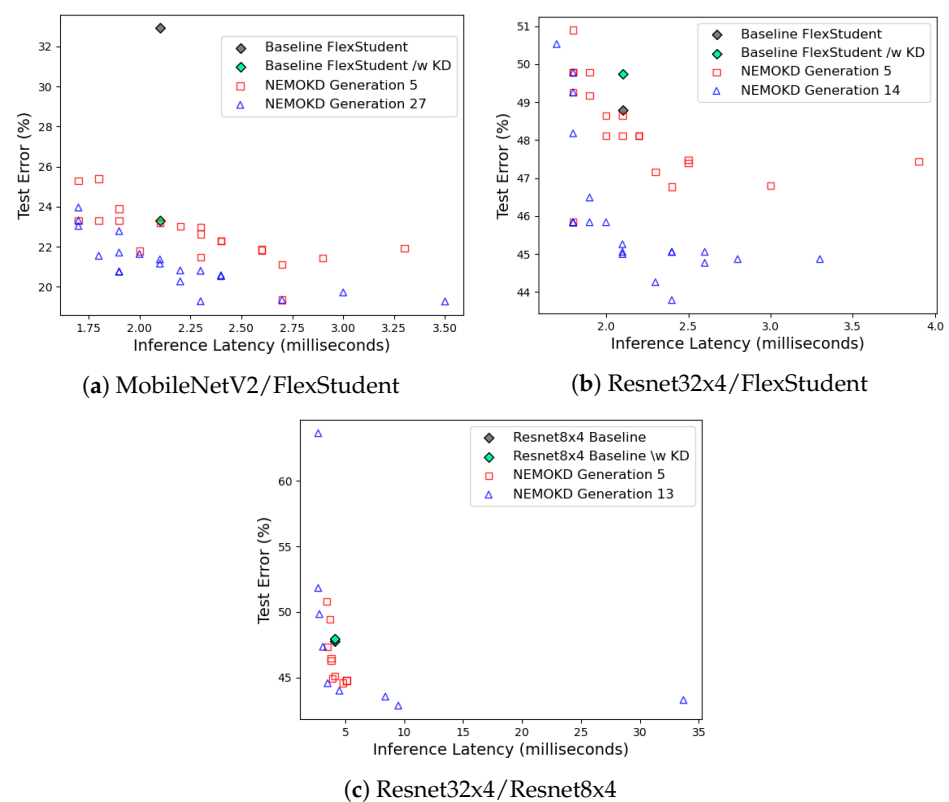 Test Error (%)
32
30
28
26
24
22
20
1.75 2.00 2.25 2.50 2.75 3.00 3.25 3.50
Inference Latency (milliseconds)
Baseline FlexStudent
Baseline FlexStudent /w KD
NEMOKD Generation 5
NEMOKD Generation 27
(a) MobileNetV2/FlexStudent
Test Error (%)
51
50
49
48
47
46
45
44
2.0 2.5 3.0 3.5 4.0
Inference Latency (milliseconds)
Baseline FlexStudent
Baseline FlexStudent /w KD
NEMOKD Generation 5
NEMOKD Generation 14
(b) Resnet32x4/FlexStudent
Test Error (%)
60
55
50
45
5 10 15 20 25 30 35
Inference Latency (milliseconds)
Resnet8x4 Baseline
Resnet8x4 Baseline \w KD
NEMOKD Generation 5
NEMOKD Generation 13
(c) Resnet32x4/Resnet8x4